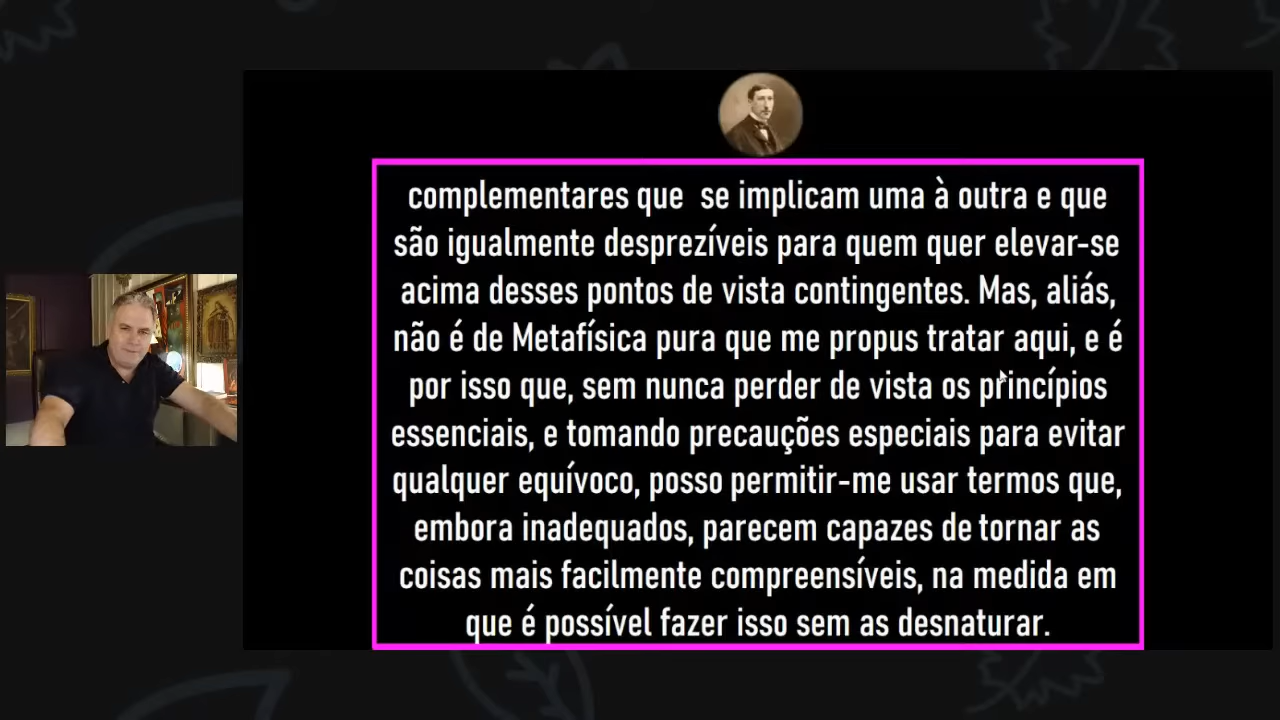 complementares que se implicam uma à outra e que
são igualmente desprezíveis para quem quer elevar-se
acima desses pontos de vista contingentes. Mas, aliás,
não é de Metafísica pura que me propus tratar aqui, e é
por isso que, sem nunca perder de vista os princípios
essenciais, e tomando precauções especiais para evitar
qualquer equívoco, posso permitir-me usar termos que,
embora inadequados, parecem capazes de tornar as
coisas mais facilmente compreensíveis, na medida em
que é possível fazer isso sem as desnaturar.